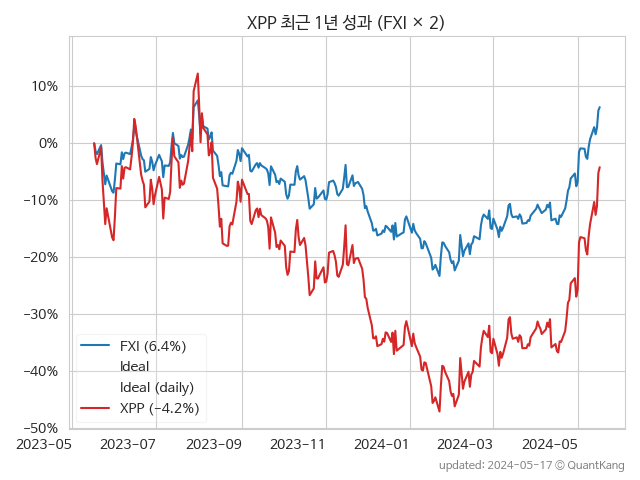 XPP 최근 1년 성과 (FXI × 2)
10%
0%
−10%
−20%
−30%
−40%
−50%
FXI (6.4%)
Ideal
Ideal (daily)
XPP (−4.2%)
2023-05 2023-07 2023-09 2023-11 2024-01 2024-03 2024-05
updated: 2024-05-17 © QuantKang